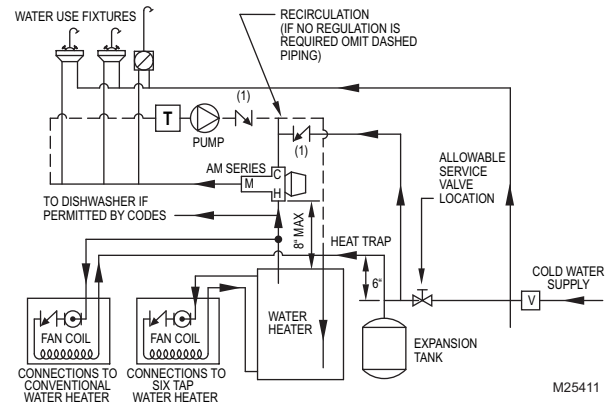 WATER USE FIXTURES
RECIRCULATION
(IF NO REGULATION IS
REQUIRED OMIT DASHED
PIPING)
(1)
T
PUMP
(1)
AM SERIES
C
M
H
ALLOWABLE
SERVICE
VALVE
LOCATION
TO DISHWASHER IF
PERMITTED BY CODES
8" MAX
HEAT TRAP
6"
COLD WATER
SUPPLY
V
FAN COIL
FAN COIL
WATER
HEATER
EXPANSION
TANK
CONNECTIONS TO
CONVENTIONAL
WATER HEATER
CONNECTIONS TO
SIX TAP
WATER HEATER
M25411